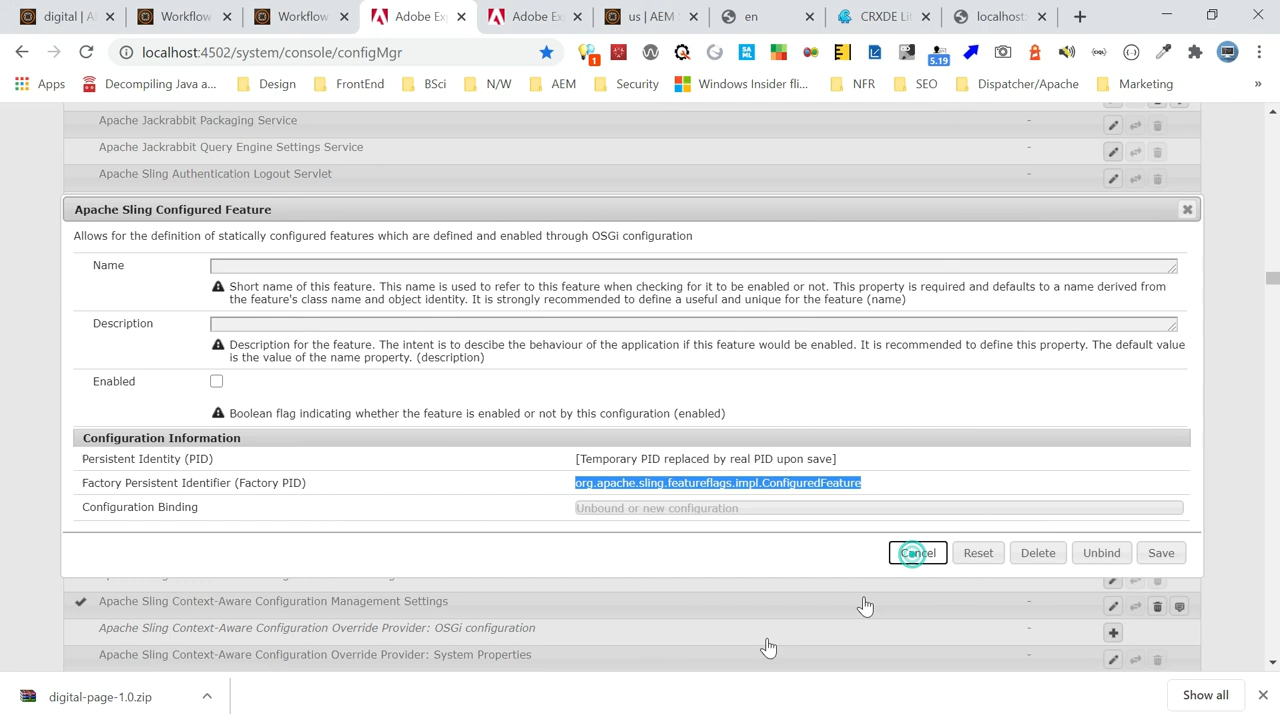 digital | A
Workflow
Workflow
Adobe Exp
Adobe Exp
us | AEM S
en
CRXDE Lit
localhost:
localhost:4502/system/console/configMgr
1
5.19
Apps
Decompiling Java a...
Design
FrontEnd
BSci
N/W
AEM
Security
Windows Insider fli...
NFR
SEO
Dispatcher/Apache
Marketing
»
Apache Jackrabbit Packaging Service -
Apache Jackrabbit Query Engine Settings Service -
Apache Sling Authentication Logout Servlet -
Apache Sling Configured Feature
Allows for the definition of statically configured features which are defined and enabled through OSGi configuration
Name
Short name of this feature. This name is used to refer to this feature when checking for it to be enabled or not. This property is required and defaults to a name derived from
the feature's class name and object identity. It is strongly recommended to define a useful and unique for the feature (name)
Description
Description for the feature. The intent is to descibe the behaviour of the application if this feature would be enabled. It is recommended to define this property. The default value
is the value of the name property. (description)
Enabled
Boolean flag indicating whether the feature is enabled or not by this configuration (enabled)
Configuration Information
Persistent Identity (PID) [Temporary PID replaced by real PID upon save]
Factory Persistent Identifier (Factory PID) org.apache.sling.featureflags.impl.ConfiguredFeature
Configuration Binding Unbound or new configuration
Cancel Reset Delete Unbind Save
Apache Sling Context-Aware Configuration Management Settings -
Apache Sling Context-Aware Configuration Override Provider: OSGi configuration -
Apache Sling Context-Aware Configuration Override Provider: System Properties -
digital-page-1.0.zip
Show all